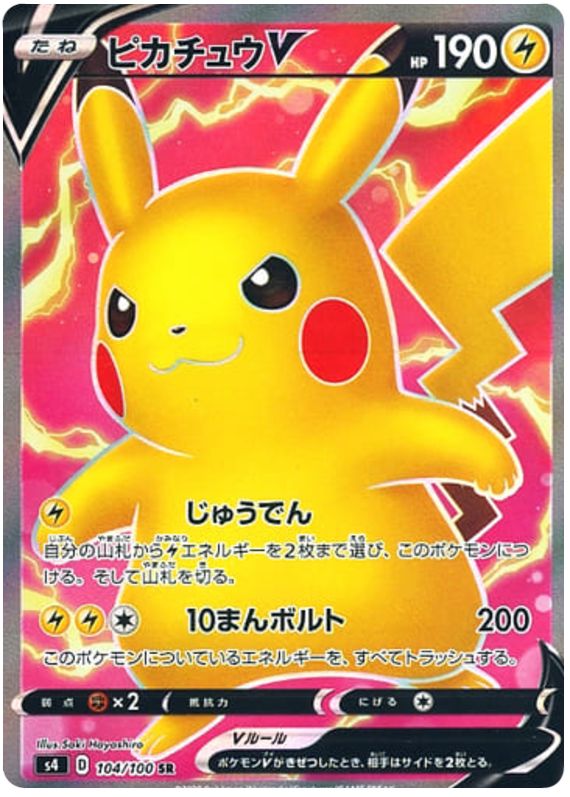 たね ピカチュウV HP 190
じゅうでん
自分の山札からエネルギーを2枚まで選び、このポケモンにつ
ける。そして山札を切る。
10まんボルト 200
このポケモンについているエネルギーを、すべてトラッシュする。
弱点 ×2 抵抗力 にげる
Illus. Saki Hayashiro
Vルール
ポケモンVがきぜつしたとき、相手はサイドを2枚とる。
s4 D 104/100 SR